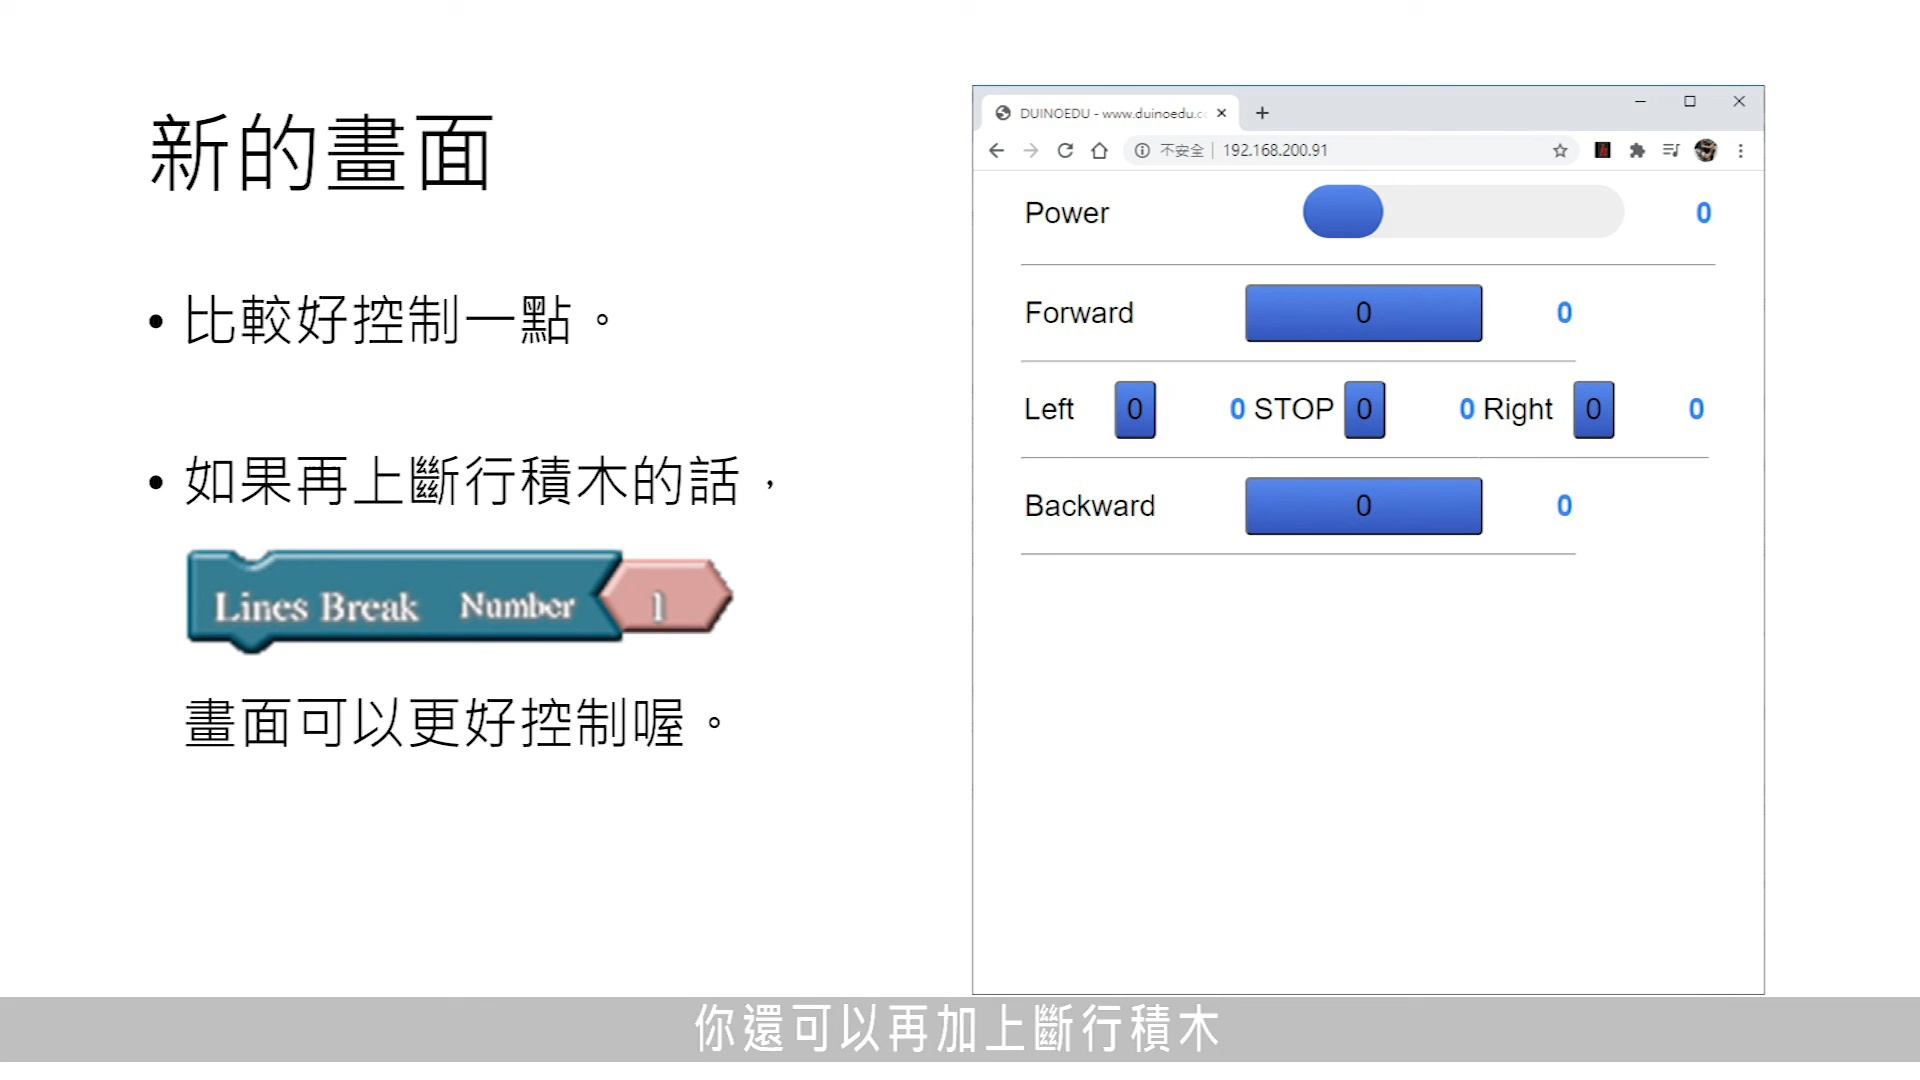 新的畫面
• 比較好控制一點。
• 如果再上斷行積木的話，
Lines Break Number 1
畫面可以更好控制喔。
DUINOEDU - www.duinoedu.cc
不安全 192.168.200.91
Power 0
Forward 0 0
Left 0 0 STOP 0 0 Right 0 0
Backward 0 0
你還可以再加上斷行積木